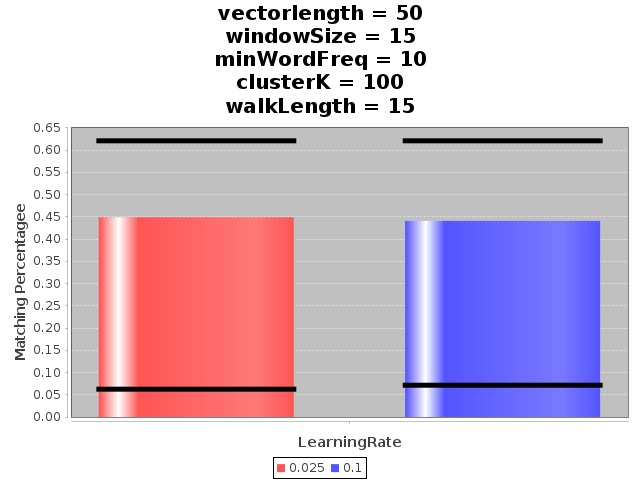 vectorlength = 50
windowSize = 15
minWordFreq = 10
clusterK = 100
walkLength = 15
0.65
0.60
0.55
0.50
0.45
0.40
0.35
0.30
0.25
0.20
0.15
0.10
0.05
0.00
Matching Percentagee
LearningRate
0.025 0.1